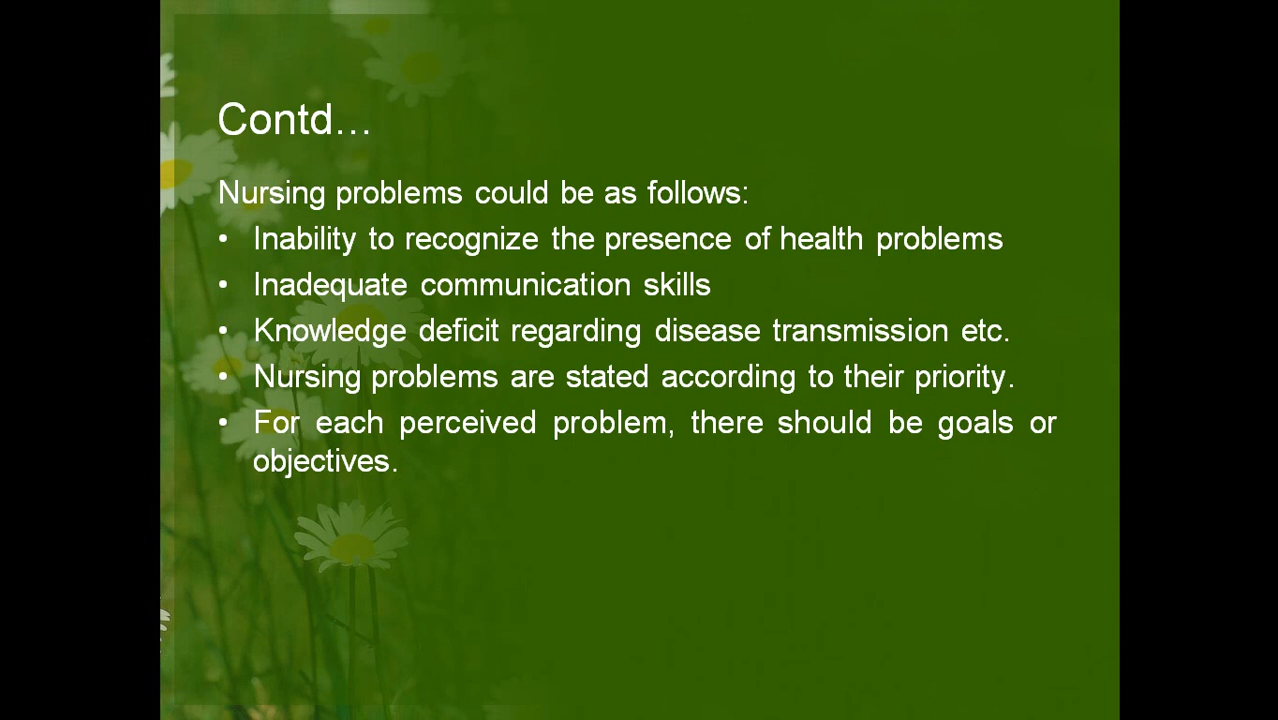 Contd...
Nursing problems could be as follows:
• Inability to recognize the presence of health problems
• Inadequate communication skills
• Knowledge deficit regarding disease transmission etc.
• Nursing problems are stated according to their priority.
• For each perceived problem, there should be goals or
objectives.